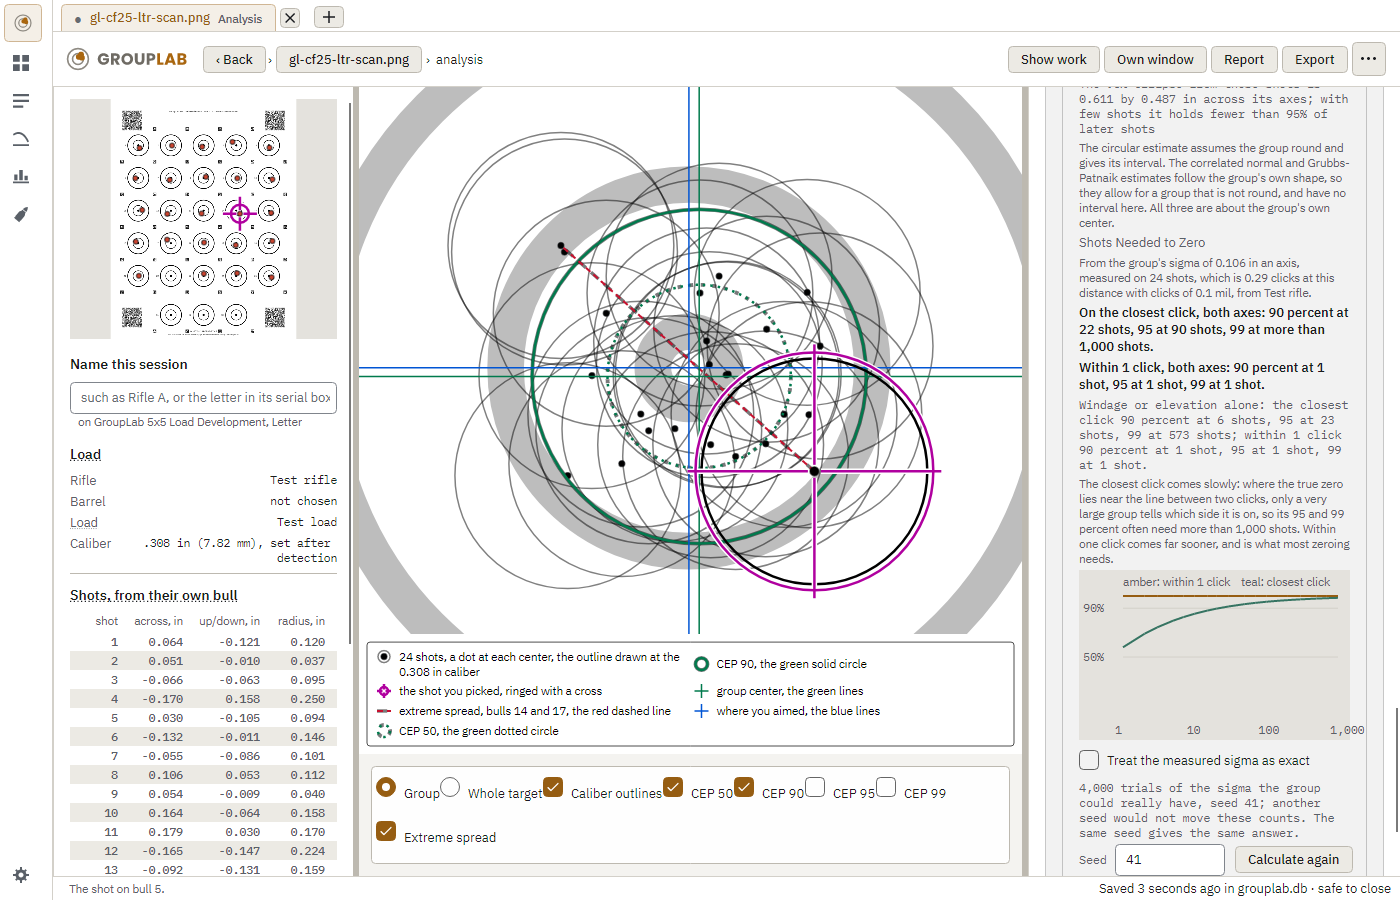 gl-cf25-ltr-scan.png Analysis
GROUPLAB
‹ Back › gl-cf25-ltr-scan.png › analysis
Show work
Own window
Report
Export
Name this session
such as Rifle A, or the letter in its serial box
on GroupLab 5x5 Load Development, Letter
Load
Rifle Test rifle
Barrel not chosen
Load Test load
Caliber .308 in (7.82 mm), set after
detection
Shots, from their own bull
shot across, in up/down, in radius, in
1 0.064 -0.121 0.120
2 0.051 -0.010 0.037
3 -0.066 -0.063 0.095
4 -0.170 0.158 0.250
5 0.030 -0.105 0.094
6 -0.132 -0.011 0.146
7 -0.055 -0.086 0.101
8 0.106 0.053 0.112
9 0.054 -0.009 0.040
10 0.164 -0.064 0.158
11 0.179 0.030 0.170
12 -0.165 -0.147 0.224
13 -0.092 -0.131 0.159
24 shots, a dot at each center, the outline drawn at the
0.308 in caliber
the shot you picked, ringed with a cross
extreme spread, bulls 14 and 17, the red dashed line
CEP 50, the green dotted circle
CEP 90, the green solid circle
group center, the green lines
where you aimed, the blue lines
Group Whole target Caliber outlines CEP 50 CEP 90 CEP 95 CEP 99
Extreme spread
0.611 by 0.487 in across its axes; with
few shots it holds fewer than 95% of
later shots
The circular estimate assumes the group round and
gives its interval. The correlated normal and Grubbs-
Patnaik estimates follow the group's own shape, so
they allow for a group that is not round, and have no
interval here. All three are about the group's own
center.
Shots Needed to Zero
From the group's sigma of 0.106 in an axis,
measured on 24 shots, which is 0.29 clicks at this
distance with clicks of 0.1 mil, from Test rifle.
On the closest click, both axes: 90 percent at
22 shots, 95 at 90 shots, 99 at more than
1,000 shots.
Within 1 click, both axes: 90 percent at 1
shot, 95 at 1 shot, 99 at 1 shot.
Windage or elevation alone: the closest
click 90 percent at 6 shots, 95 at 23
shots, 99 at 573 shots; within 1 click
90 percent at 1 shot, 95 at 1 shot, 99
at 1 shot.
The closest click comes slowly: where the true zero
lies near the line between two clicks, only a very
large group tells which side it is on, so its 95 and 99
percent often need more than 1,000 shots. Within
one click comes far sooner, and is what most zeroing
needs.
amber: within 1 click teal: closest click
90%
50%
1 10 100 1,000
Treat the measured sigma as exact
4,000 trials of the sigma the group
could really have, seed 41; another
seed would not move these counts. The
same seed gives the same answer.
Seed 41 Calculate again
The shot on bull 5.
Saved 3 seconds ago in grouplab.db · safe to close